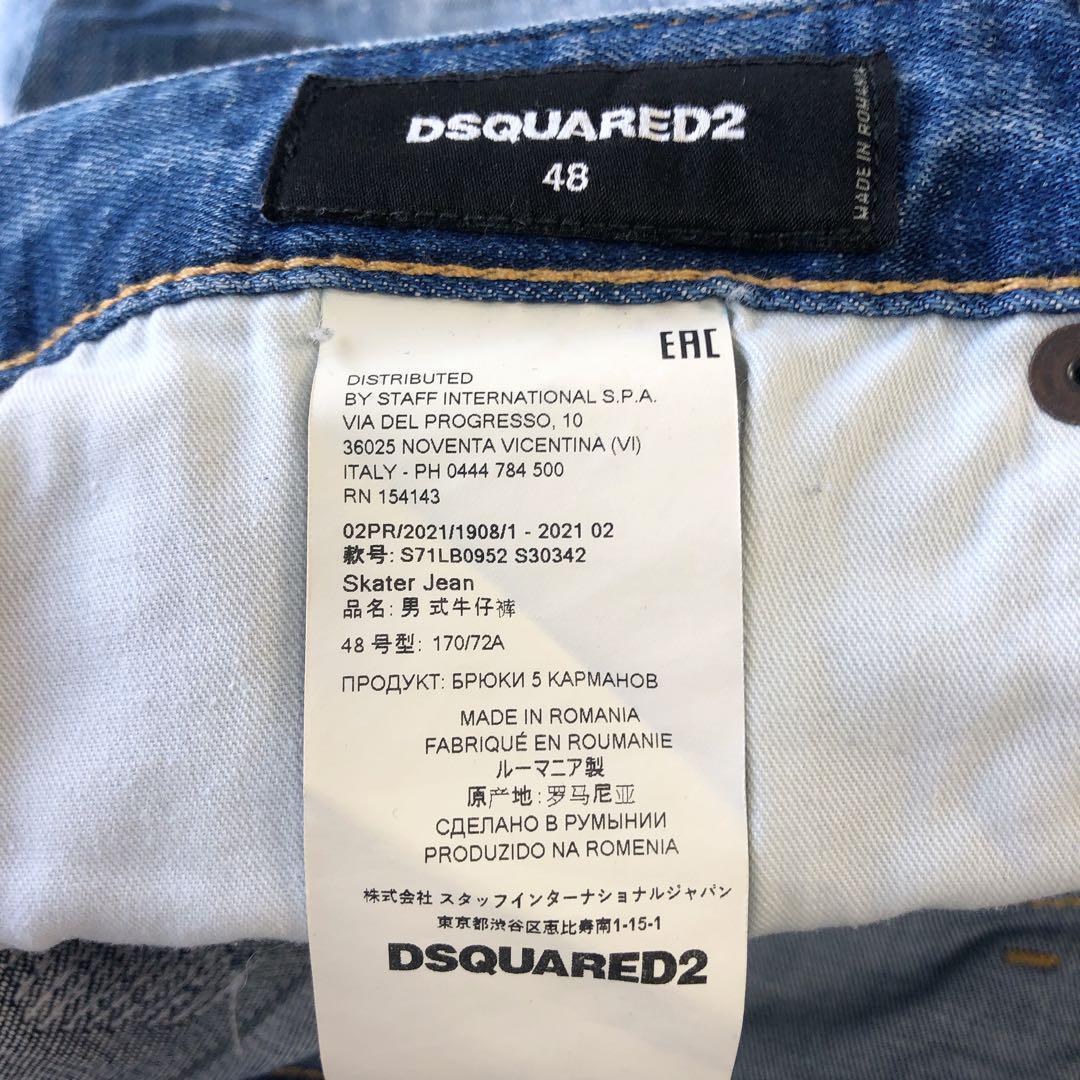 DSQUARED2
48
MADE IN ROMANIA
EAC
DISTRIBUTED
BY STAFF INTERNATIONAL S.P.A.
VIA DEL PROGRESSO, 10
36025 NOVENTA VICENTINA (VI)
ITALY - PH 0444 784 500
RN 154143
02PR/2021/1908/1 - 2021 02
款号: S71LB0952 S30342
Skater Jean
品名: 男 式牛仔裤
48 号型: 170/72A
ПРОДУКТ: БРЮКИ 5 КАРМАНОВ
MADE IN ROMANIA
FABRIQUÉ EN ROUMANIE
ルーマニア製
原产地: 罗马尼亚
СДЕЛАНО В РУМЫНИИ
PRODUZIDO NA ROMENIA
株式会社 スタッフインターナショナルジャパン
東京都渋谷区恵比寿南1-15-1
DSQUARED2